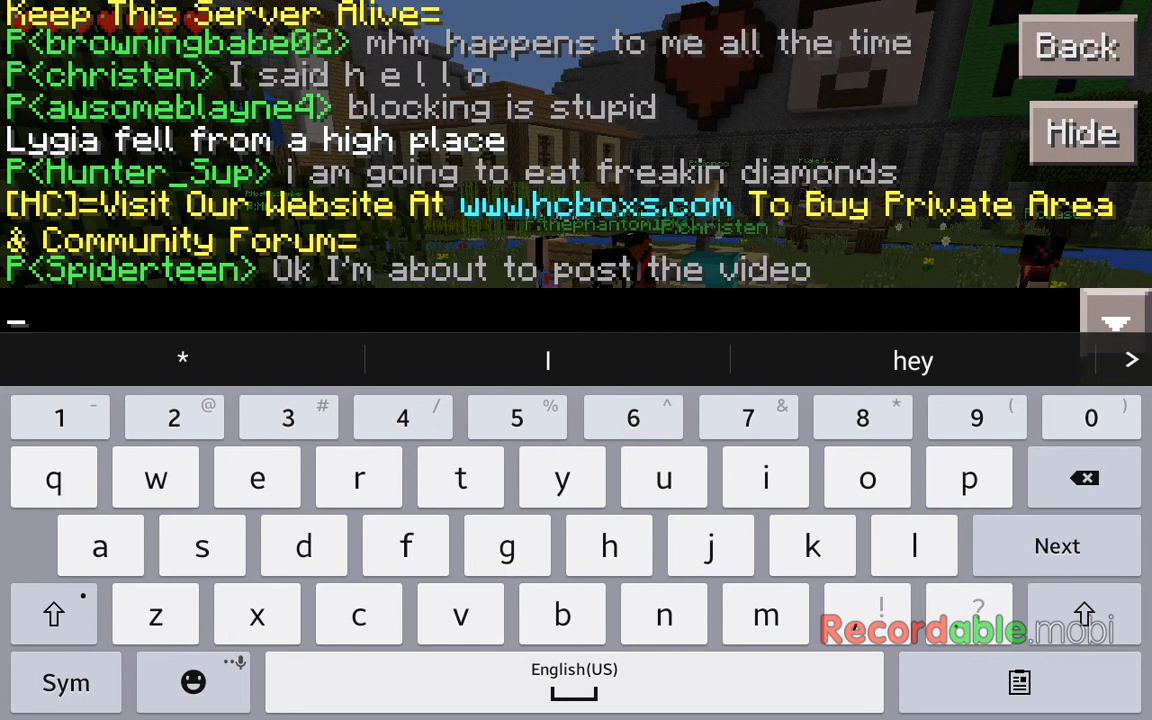 Keep This Server Alive=
P<browningbabe02> mhm happens to me all the time
P<christen> I said h e l l o
P<awsomeblayne4> blocking is stupid
Lygia fell from a high place
P<Hunter_Sup> i am going to eat freakin diamonds
[HC]=Visit Our Website At www.hcboxs.com To Buy Private Area
& Community Forum=
P<Spiderteen> Ok I'm about to post the video
Back
Hide
_
* I hey >
1 - 2 @ 3 # 4 / 5 % 6 ^ 7 & 8 * 9 ( 0 )
q w e r t y u i o p
a s d f g h j k l Next
z x c v b n m , ! . ?
Recordable.mobi
Sym English(US)